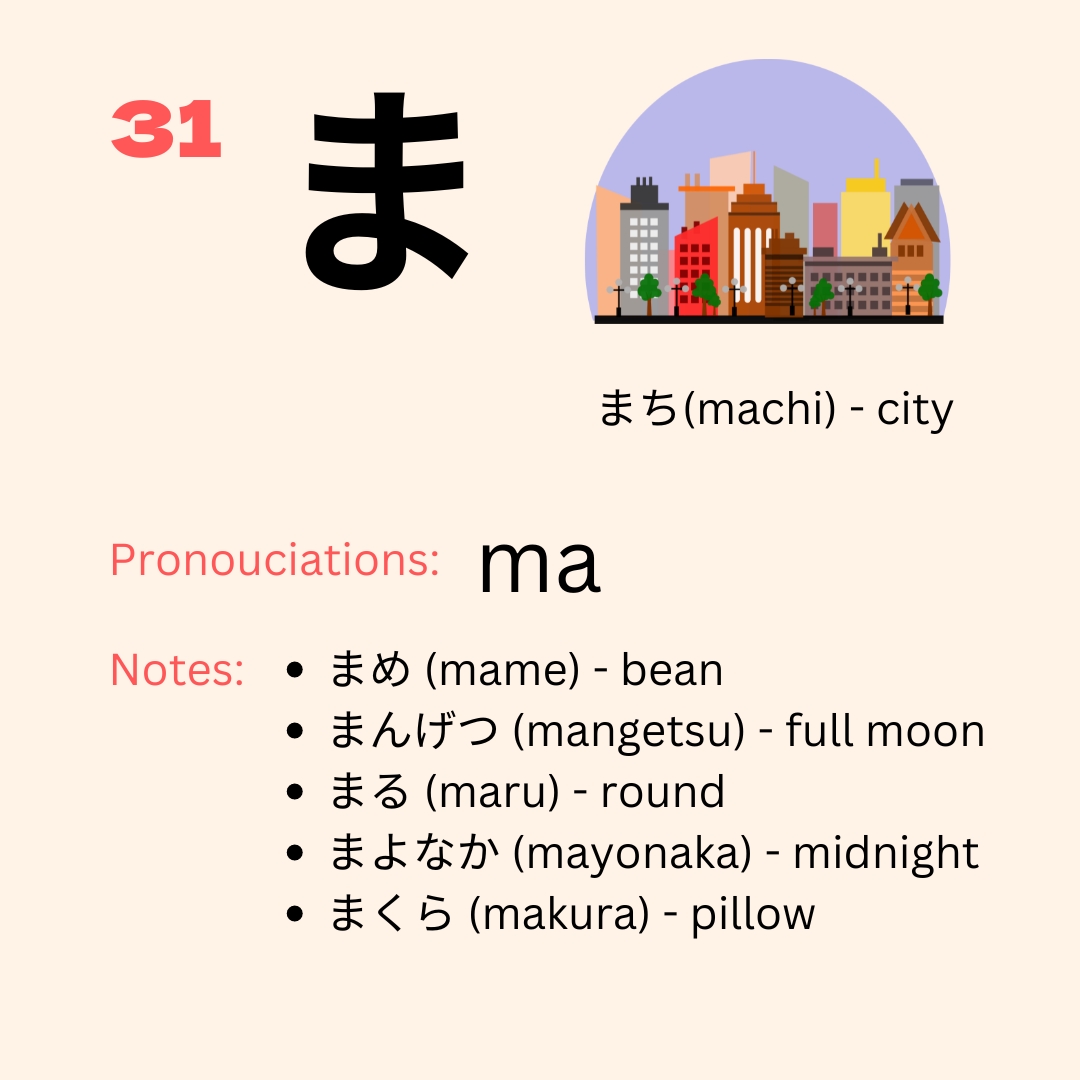 31
ま
まち(machi) - city
Pronouciations: ma
Notes:
• まめ (mame) - bean
• まんげつ (mangetsu) - full moon
• まる (maru) - round
• まよなか (mayonaka) - midnight
• まくら (makura) - pillow